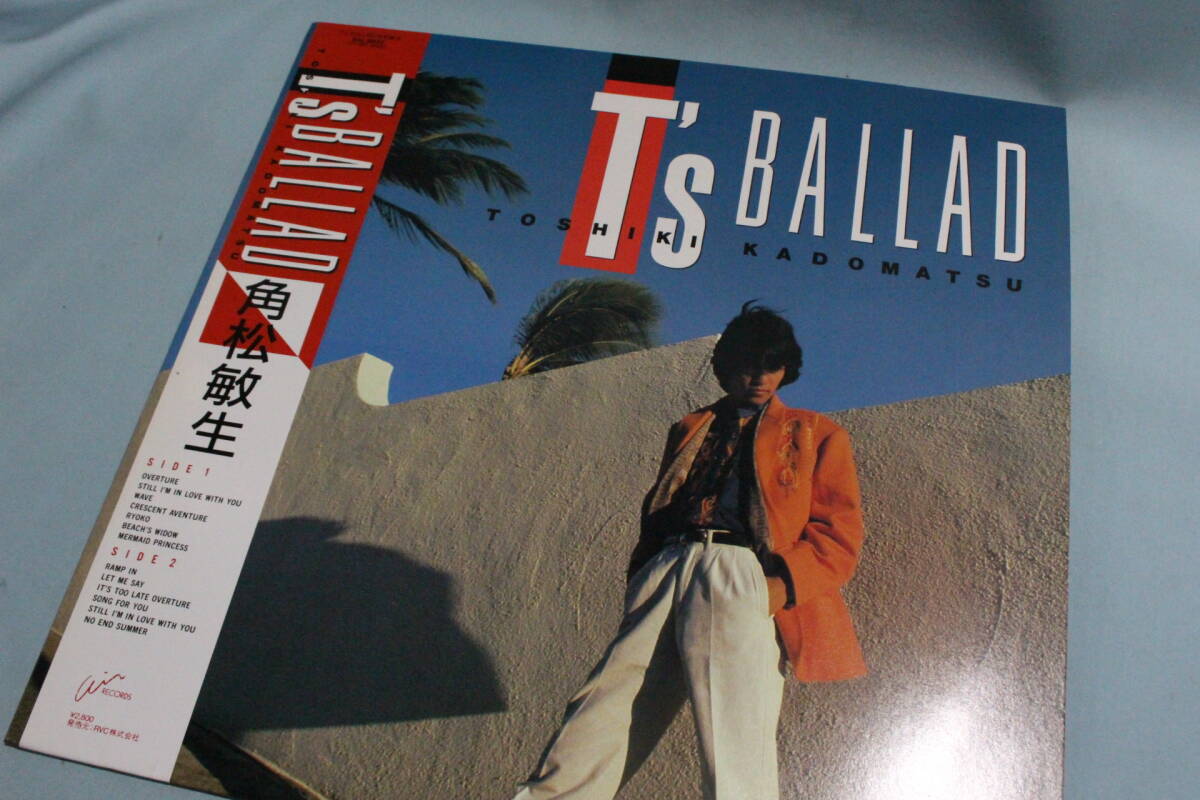 T's BALLAD
TOSHIKI KADOMATSU
T's BALLAD
角松敏生
SIDE 1
OVERTURE
STILL I'M IN LOVE WITH YOU
WAVE
CRESCENT AVENTURE
RYOKO
BEACH'S WIDOW
MERMAID PRINCESS
SIDE 2
RAMP IN
LET ME SAY
IT'S TOO LATE OVERTURE
SONG FOR YOU
STILL I'M IN LOVE WITH YOU
NO END SUMMER
air RECORDS
¥2,800
発売元:RVC株式会社